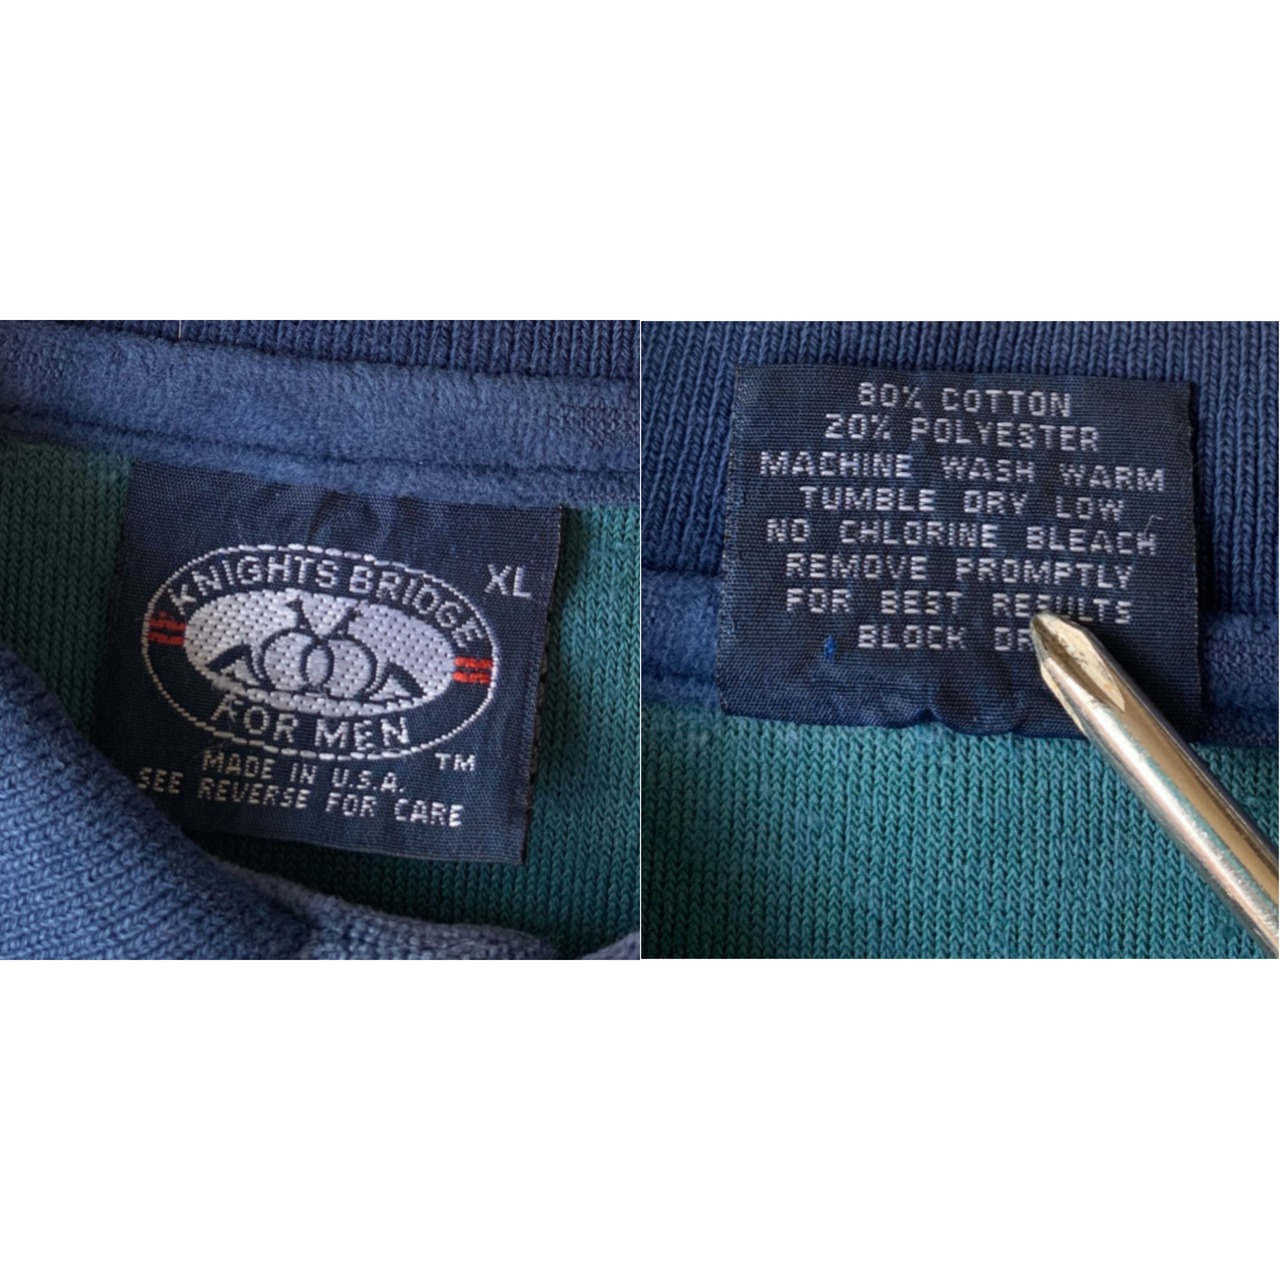 KNIGHTS BRIDGE
XL
FOR MEN
TM
MADE IN U.S.A.
SEE REVERSE FOR CARE
80% COTTON
20% POLYESTER
MACHINE WASH WARM
TUMBLE DRY LOW
NO CHLORINE BLEACH
REMOVE PROMPTLY
FOR BEST RESULTS
BLOCK